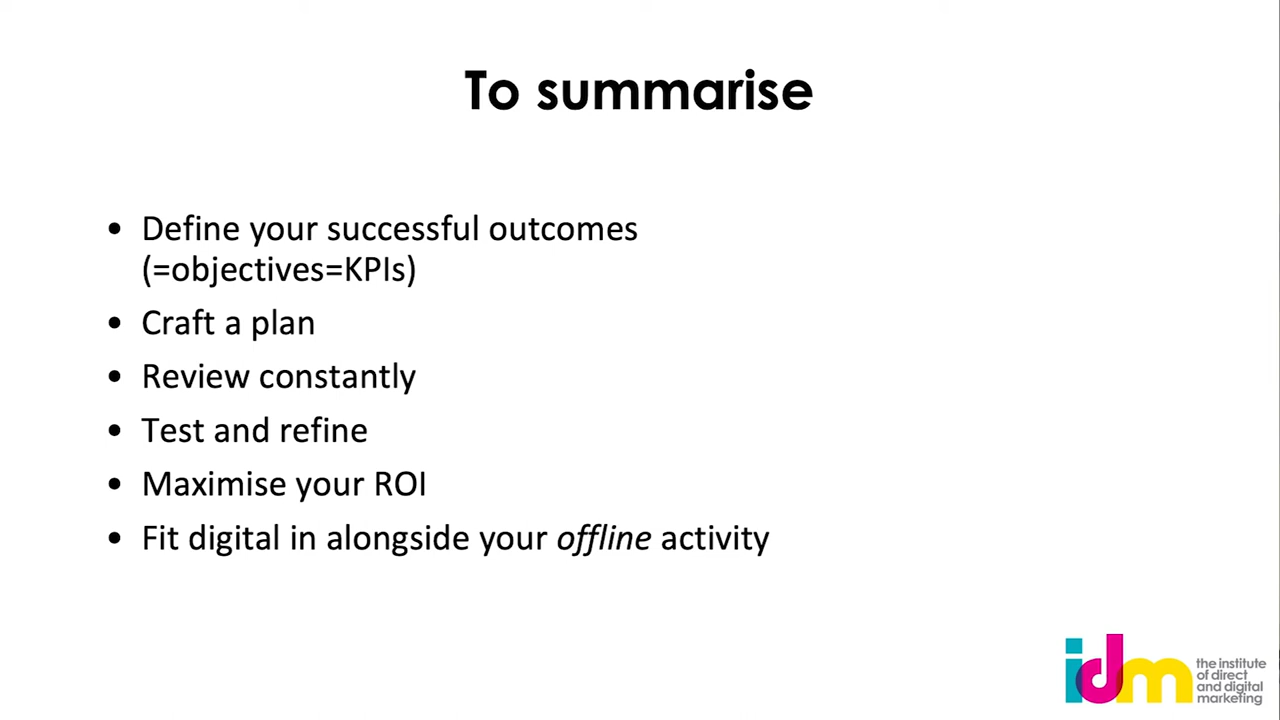 To summarise
• Define your successful outcomes
(=objectives=KPIs)
• Craft a plan
• Review constantly
• Test and refine
• Maximise your ROI
• Fit digital in alongside your offline activity
idm
the institute
of direct
and digital
marketing